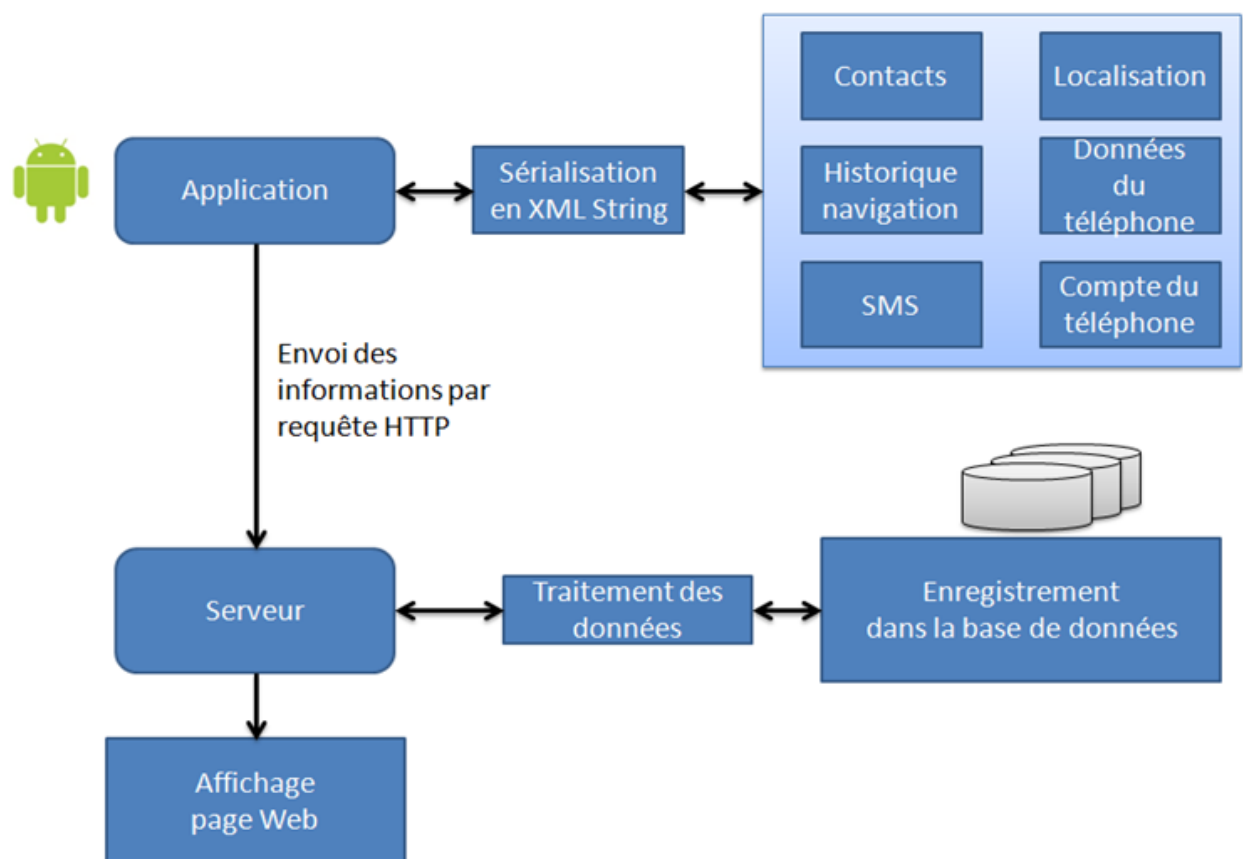 Contacts
Localisation
Application
Sérialisation
en XML String
Historique
navigation
Données
du
téléphone
SMS
Compte du
téléphone
Envoi des
informations par
requête HTTP
Serveur
Traitement des
données
Enregistrement
dans la base de données
Affichage
page Web